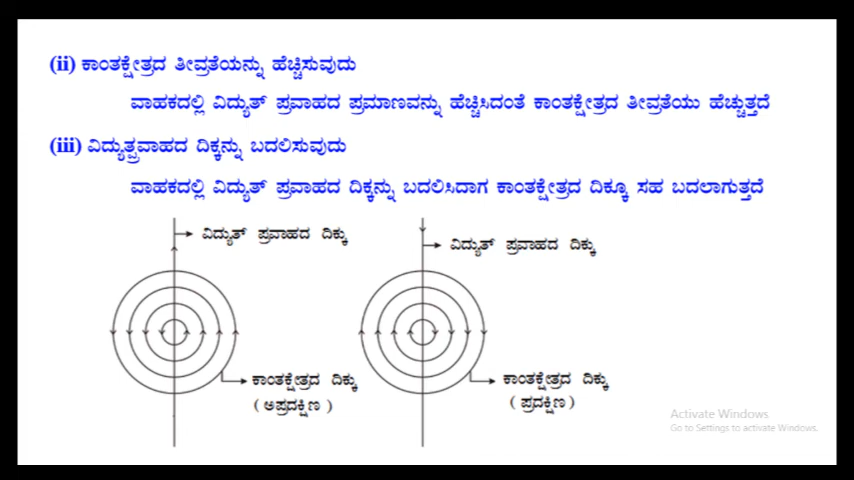 (ii) ಕಾಂತಕ್ಷೇತ್ರದ ತೀವ್ರತೆಯನ್ನು ಹೆಚ್ಚಿಸುವುದು
ವಾಹಕದಲ್ಲಿ ವಿದ್ಯುತ್ ಪ್ರವಾಹದ ಪ್ರಮಾಣವನ್ನು ಹೆಚ್ಚಿಸಿದಂತೆ ಕಾಂತಕ್ಷೇತ್ರದ ತೀವ್ರತೆಯು ಹೆಚ್ಚುತ್ತದೆ
(iii) ವಿದ್ಯುತ್ಪ್ರವಾಹದ ದಿಕ್ಕನ್ನು ಬದಲಿಸುವುದು
ವಾಹಕದಲ್ಲಿ ವಿದ್ಯುತ್ ಪ್ರವಾಹದ ದಿಕ್ಕನ್ನು ಬದಲಿಸಿದಾಗ ಕಾಂತಕ್ಷೇತ್ರದ ದಿಕ್ಕೂ ಸಹ ಬದಲಾಗುತ್ತದೆ
ವಿದ್ಯುತ್ ಪ್ರವಾಹದ ದಿಕ್ಕು
ವಿದ್ಯುತ್ ಪ್ರವಾಹದ ದಿಕ್ಕು
ಕಾಂತಕ್ಷೇತ್ರದ ದಿಕ್ಕು
(ಅಪ್ರದಕ್ಷಿಣ)
ಕಾಂತಕ್ಷೇತ್ರದ ದಿಕ್ಕು
(ಪ್ರದಕ್ಷಿಣ)
Activate Windows
Go to Settings to activate Windows.